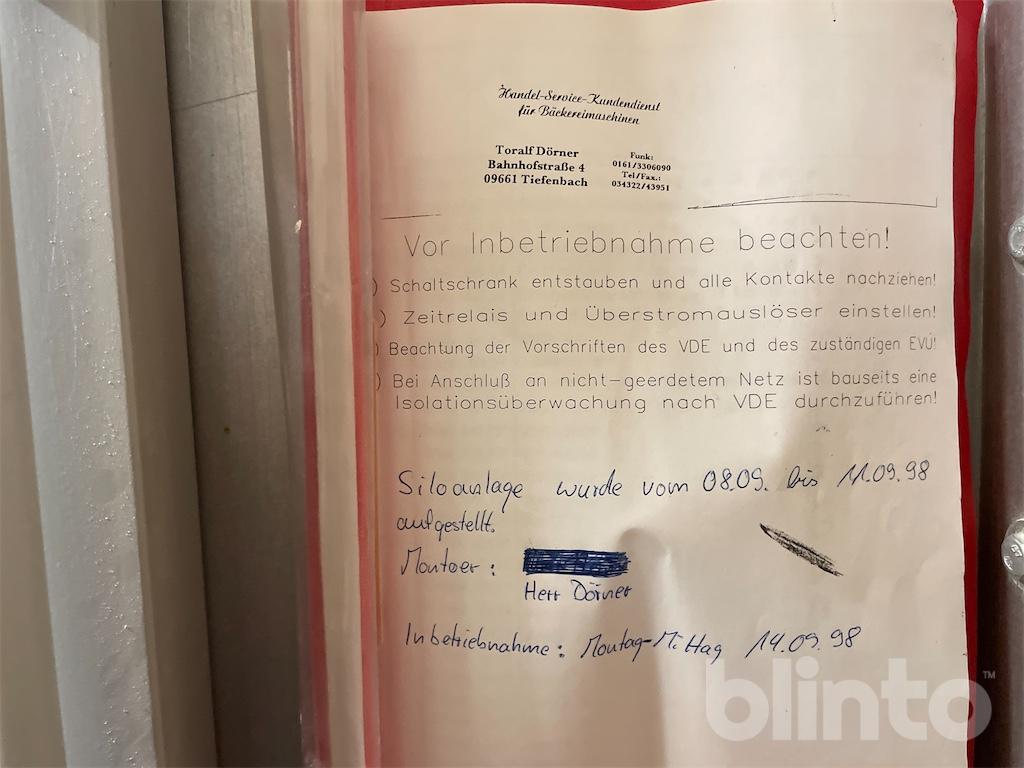 Handel-Service-Kundendienst
für Bäckereimaschinen
Toralf Dörner
Bahnhofstraße 4
09661 Tiefenbach
Funk:
0161/3306090
Tel/Fax.:
034322/43951
Vor Inbetriebnahme beachten!
) Schaltschrank entstauben und alle Kontakte nachziehen!
) Zeitrelais und Überstromauslöser einstellen!
) Beachtung der Vorschriften des VDE und des zuständigen EVU!
) Bei Anschluß an nicht-geerdetem Netz ist bauseits eine
Isolationsüberwachung nach VDE durchzuführen!
Siloanlage wurde vom 08.09. bis 11.09.98
aufgestellt.
Montaer:
Herr Dörner
Inbetriebnahme: Montag-Mittag 14.09.98
blinto™